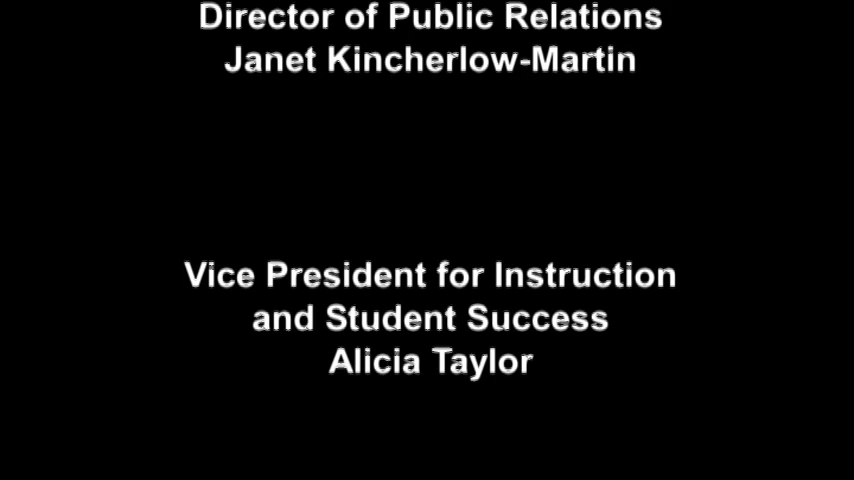 Director of Public Relations
Janet Kincherlow-Martin
Vice President for Instruction
and Student Success
Alicia Taylor